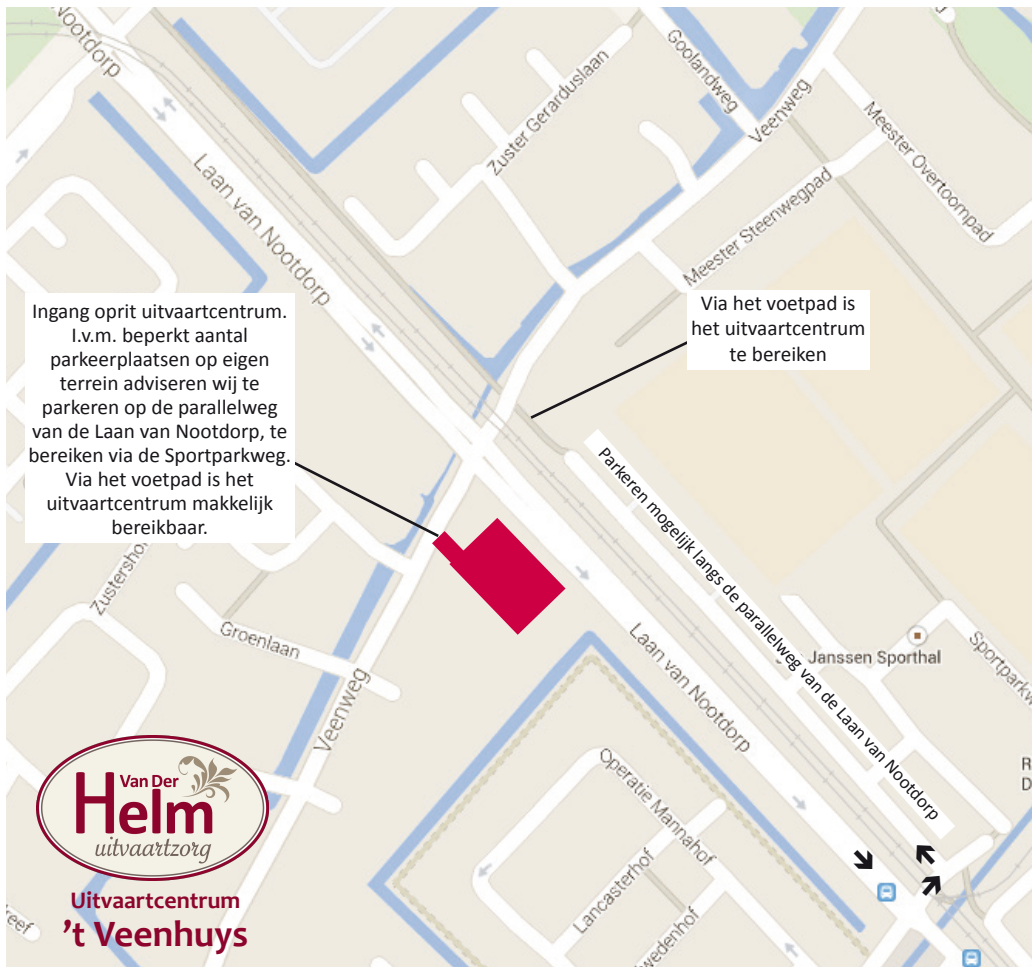 Nootdorp
Zuster Gerarduslaan
Goolandweg
Veenweg
Meester Overtoompad
Meester Steenwegpad
Laan van Nootdorp
Ingang oprit uitvaartcentrum.
I.v.m. beperkt aantal
parkeerplaatsen op eigen
terrein adviseren wij te
parkeren op de parallelweg
van de Laan van Nootdorp, te
bereiken via de Sportparkweg.
Via het voetpad is het
uitvaartcentrum makkelijk
bereikbaar.
Via het voetpad is
het uitvaartcentrum
te bereiken
Parkeren mogelijk langs de parallelweg van de Laan van Nootdorp
Zustershof
Groenlaan
Veenweg
Laan van Nootdorp
Janssen Sporthal
Sportparkw
R
D
Operatie Mannahof
Lancasterhof
wedenhof
reef
Van Der
Helm
uitvaartzorg
Uitvaartcentrum
’t Veenhuys